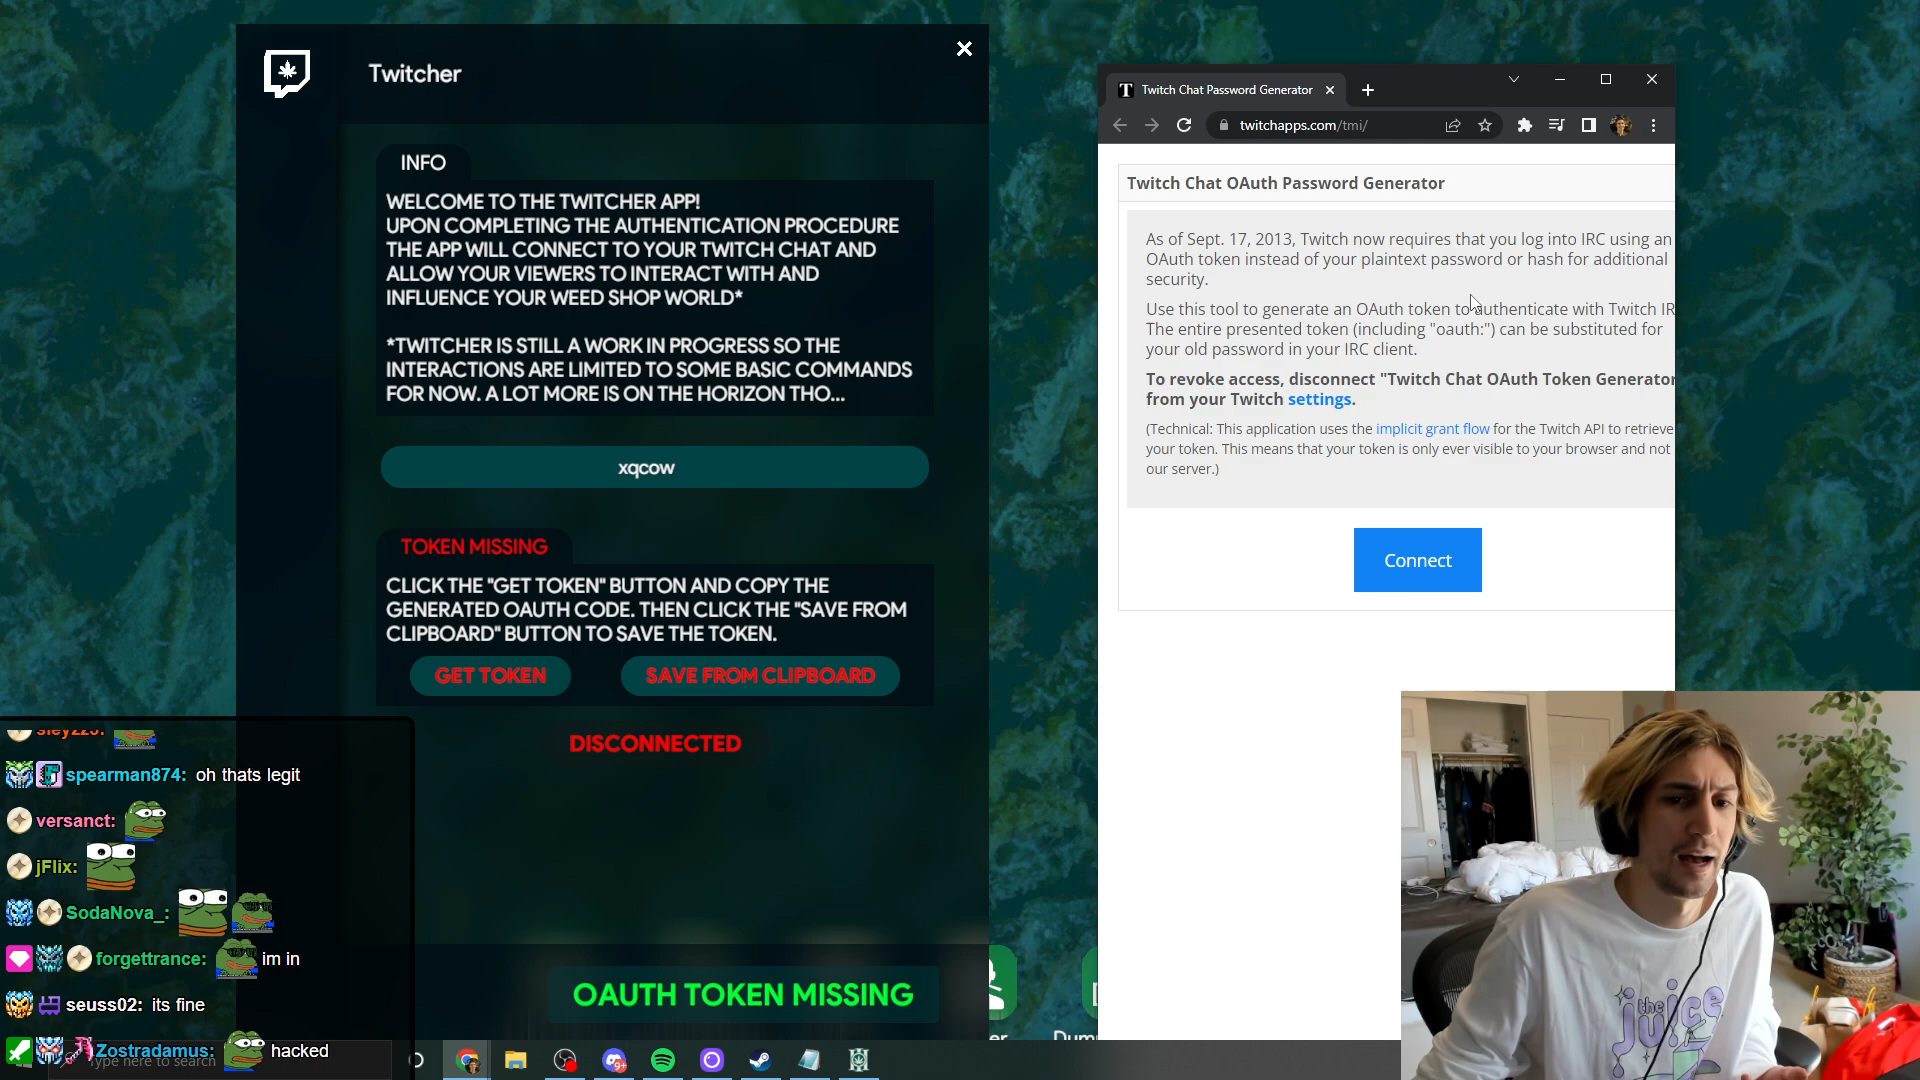 Twitcher
INFO
WELCOME TO THE TWITCHER APP!
UPON COMPLETING THE AUTHENTICATION PROCEDURE
THE APP WILL CONNECT TO YOUR TWITCH CHAT AND
ALLOW YOUR VIEWERS TO INTERACT WITH AND
INFLUENCE YOUR WEED SHOP WORLD*
*TWITCHER IS STILL A WORK IN PROGRESS SO THE
INTERACTIONS ARE LIMITED TO SOME BASIC COMMANDS
FOR NOW. A LOT MORE IS ON THE HORIZON THO...
xqcow
TOKEN MISSING
CLICK THE "GET TOKEN" BUTTON AND COPY THE
GENERATED OAUTH CODE. THEN CLICK THE "SAVE FROM
CLIPBOARD" BUTTON TO SAVE THE TOKEN.
GET TOKEN
SAVE FROM CLIPBOARD
DISCONNECTED
OAUTH TOKEN MISSING
Twitch Chat Password Generator
twitchapps.com/tmi/
Twitch Chat OAuth Password Generator
As of Sept. 17, 2013, Twitch now requires that you log into IRC using an
OAuth token instead of your plaintext password or hash for additional
security.
Use this tool to generate an OAuth token to authenticate with Twitch IR
The entire presented token (including "oauth:") can be substituted for
your old password in your IRC client.
To revoke access, disconnect "Twitch Chat OAuth Token Generator
from your Twitch settings.
(Technical: This application uses the implicit grant flow for the Twitch API to retrieve
your token. This means that your token is only ever visible to your browser and not
our server.)
Connect
spearman874: oh thats legit
versanct:
jFlix:
SodaNova_:
forgettrance: im in
seuss02: its fine
Zostradamus: hacked
Type here to search
9+
the
juice